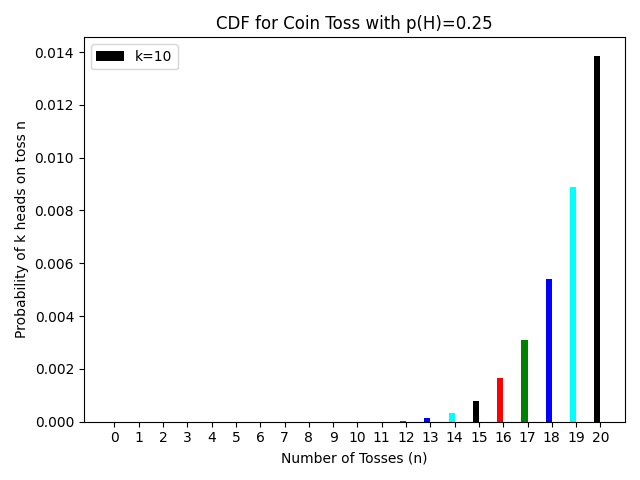 CDF for Coin Toss with p(H)=0.25
k=10
Probability of k heads on toss n
0.014
0.012
0.010
0.008
0.006
0.004
0.002
0.000
0 1 2 3 4 5 6 7 8 9 10 11 12 13 14 15 16 17 18 19 20
Number of Tosses (n)